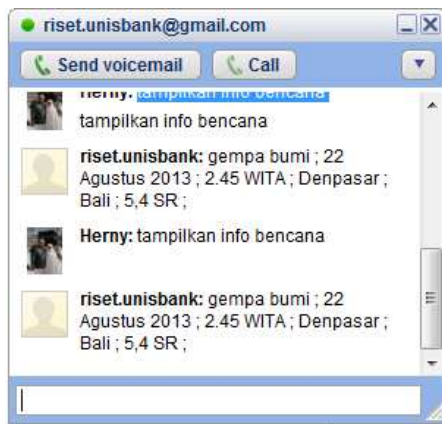 riset.unisbank@gmail.com
Send voicemail
Call
Herny: tampilkan info bencana
tampilkan info bencana
riset.unisbank: gempa bumi ; 22
Agustus 2013 ; 2.45 WITA ; Denpasar ;
Bali ; 5,4 SR ;
Herny: tampilkan info bencana
riset.unisbank: gempa bumi ; 22
Agustus 2013 ; 2.45 WITA ; Denpasar ;
Bali ; 5,4 SR ;